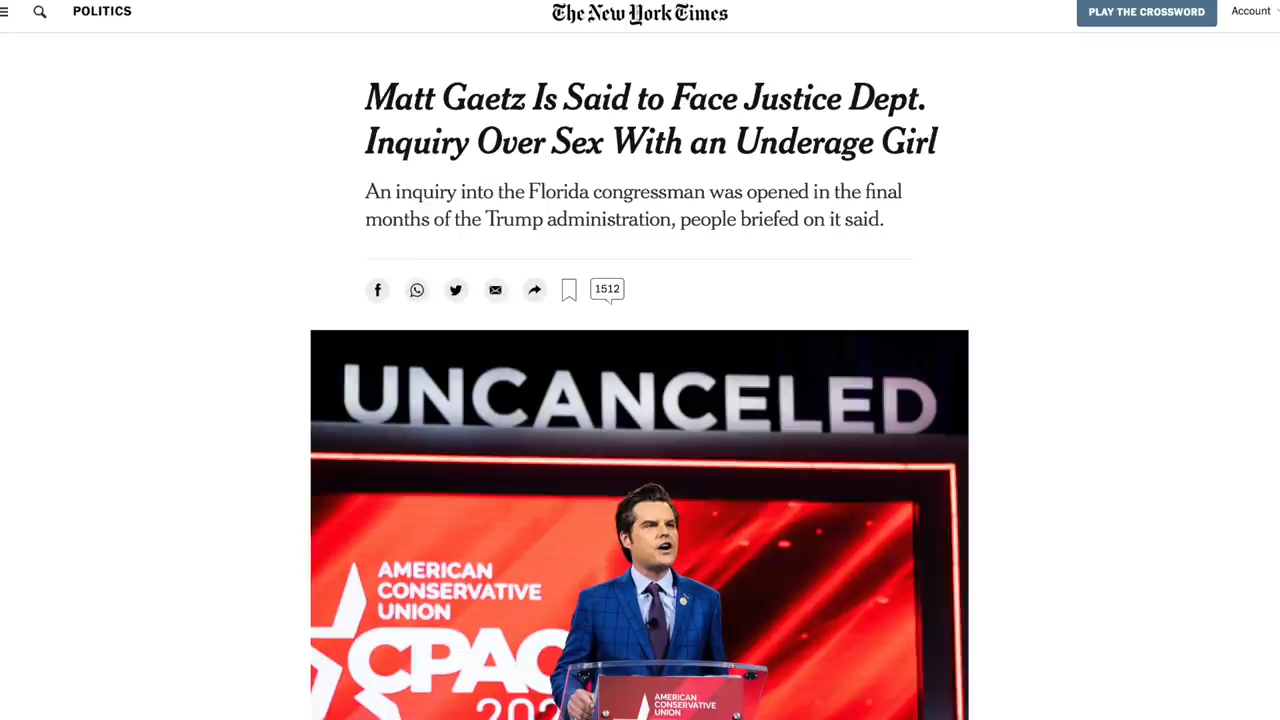 POLITICS
The New York Times
PLAY THE CROSSWORD
Account
Matt Gaetz Is Said to Face Justice Dept.
Inquiry Over Sex With an Underage Girl
An inquiry into the Florida congressman was opened in the final
months of the Trump administration, people briefed on it said.
1512
UNCANCELED
AMERICAN
CONSERVATIVE
UNION
CPAC
202
AMERICAN
CONSERVATIVE
UNION